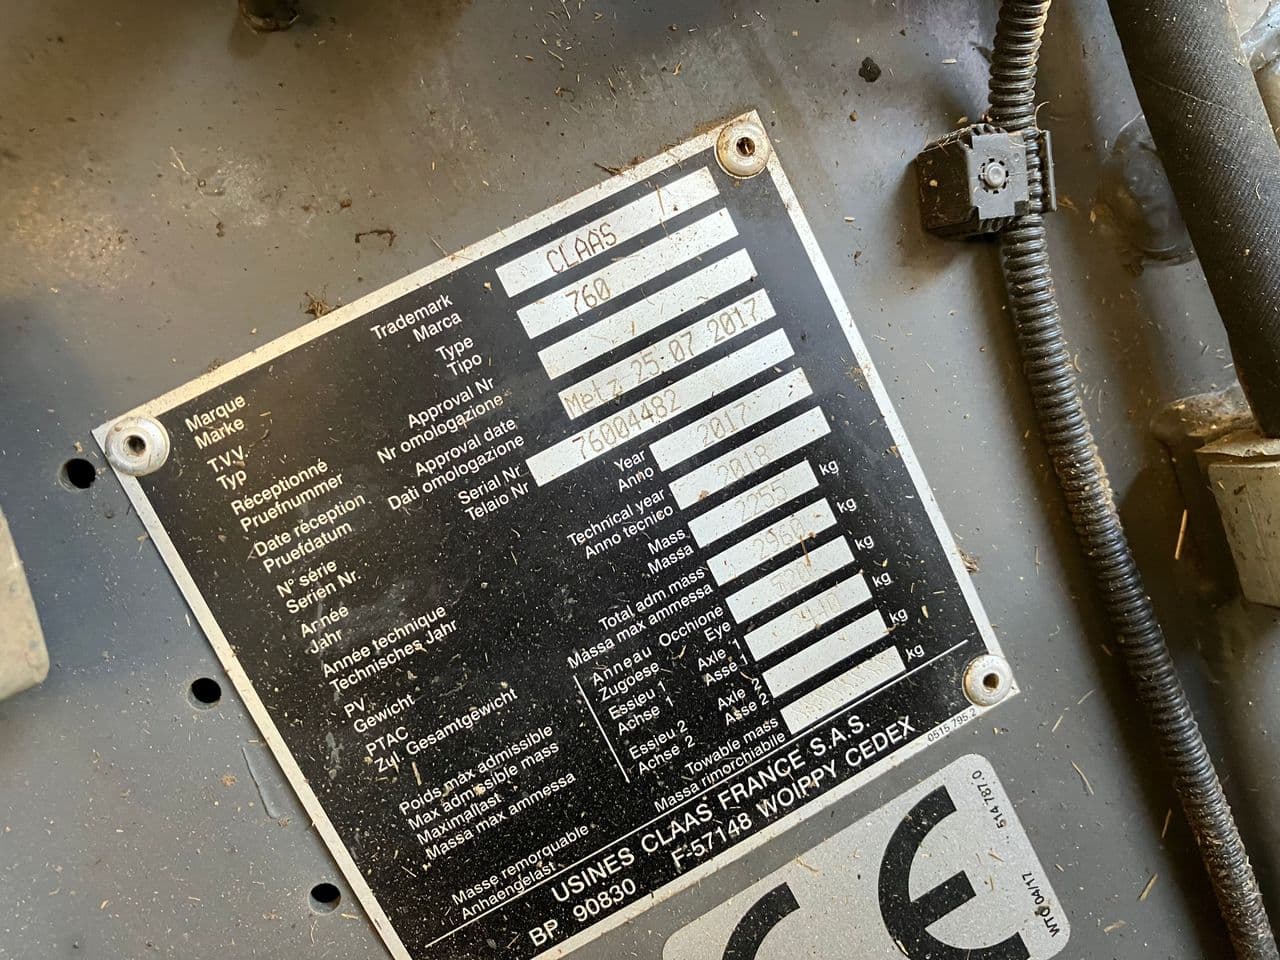 Marque
Marke
Trademark
Marca
CLAAS
T.V.V.
Typ
Type
Tipo
760
Réceptionné
Pruefnummer
Approval Nr
Nr omologazione
Date réception
Pruefdatum
Approval date
Dati omologazione
Metz 25.07 2017
N° série
Serien Nr.
Serial Nr.
Telaio Nr
76004482
Année
Jahr
Year
Anno
2017
Année technique
Technisches Jahr
Technical year
Anno tecnico
2018
PV
Gewicht
Mass
Massa
2255 kg
PTAC
Zul. Gesamtgewicht
Total adm mass
Massa max ammessa
2960 kg
Poids max admissible
Max admissible mass
Maximallast
Massa max ammessa
Anneau Occhione
Zugoese Eye
kg
Essieu 1 Axle 1
Achse 1 Asse 1
kg
Essieu 2 Axle 2
Achse 2 Asse 2
kg
Masse remorquable
Anhaengelast
Towable mass
Massa rimorchiabile
kg
USINES CLAAS FRANCE S.A.S.
BP 90830 F-57148 WOIPPY CEDEX
0515 795.2
CE
514 787.0
WTO 04/17